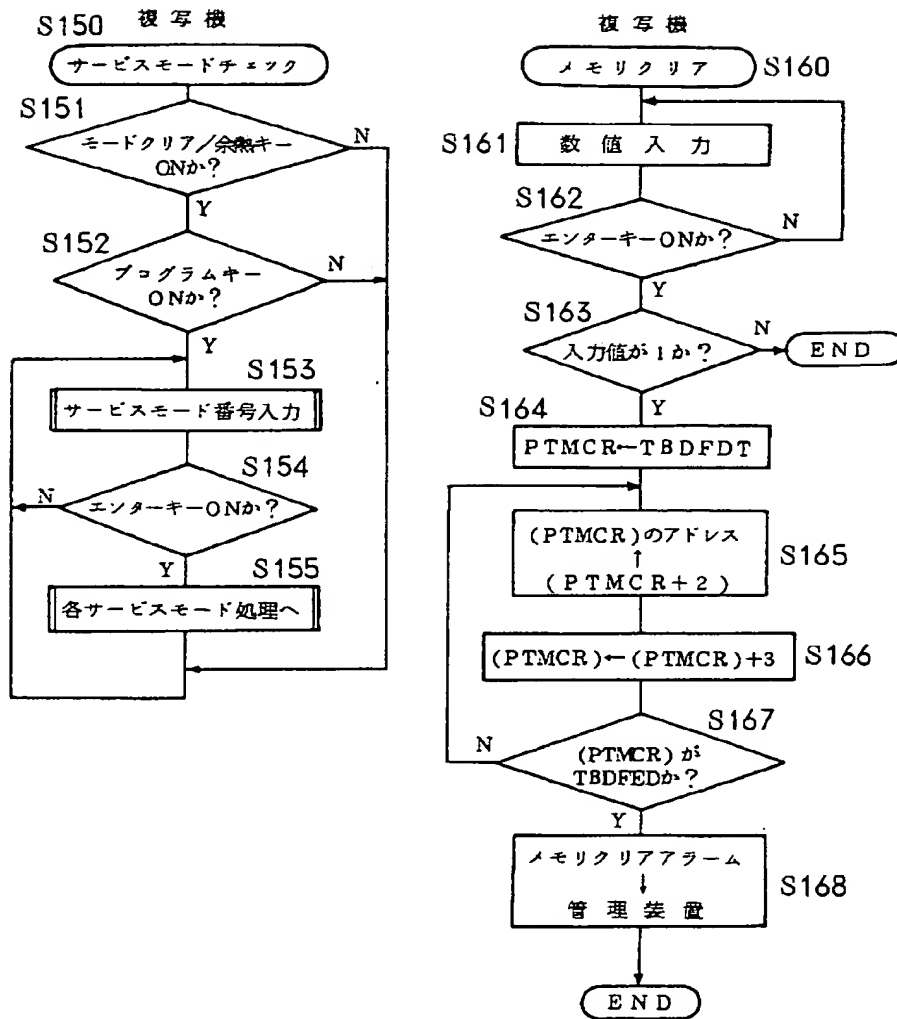 複写機
S150
サービスモードチェック
S151
モードクリア/余熱キー
ONか?
N
Y
S152
プログラムキー
ONか?
N
Y
S153
サービスモード番号入力
S154
エンターキーONか?
N
Y
S155
各サービスモード処理へ
複写機
メモリクリア
S160
S161
数値入力
S162
エンターキーONか?
N
Y
S163
入力値が1か?
N
END
Y
S164
PTMCR←TBDFDT
(PTMCR)のアドレス
↑
(PTMCR+2)
S165
(PTMCR)←(PTMCR)+3
S166
S167
(PTMCR)が
TBDFEDか?
N
Y
メモリクリアアラーム
↓
管理装置
S168
END